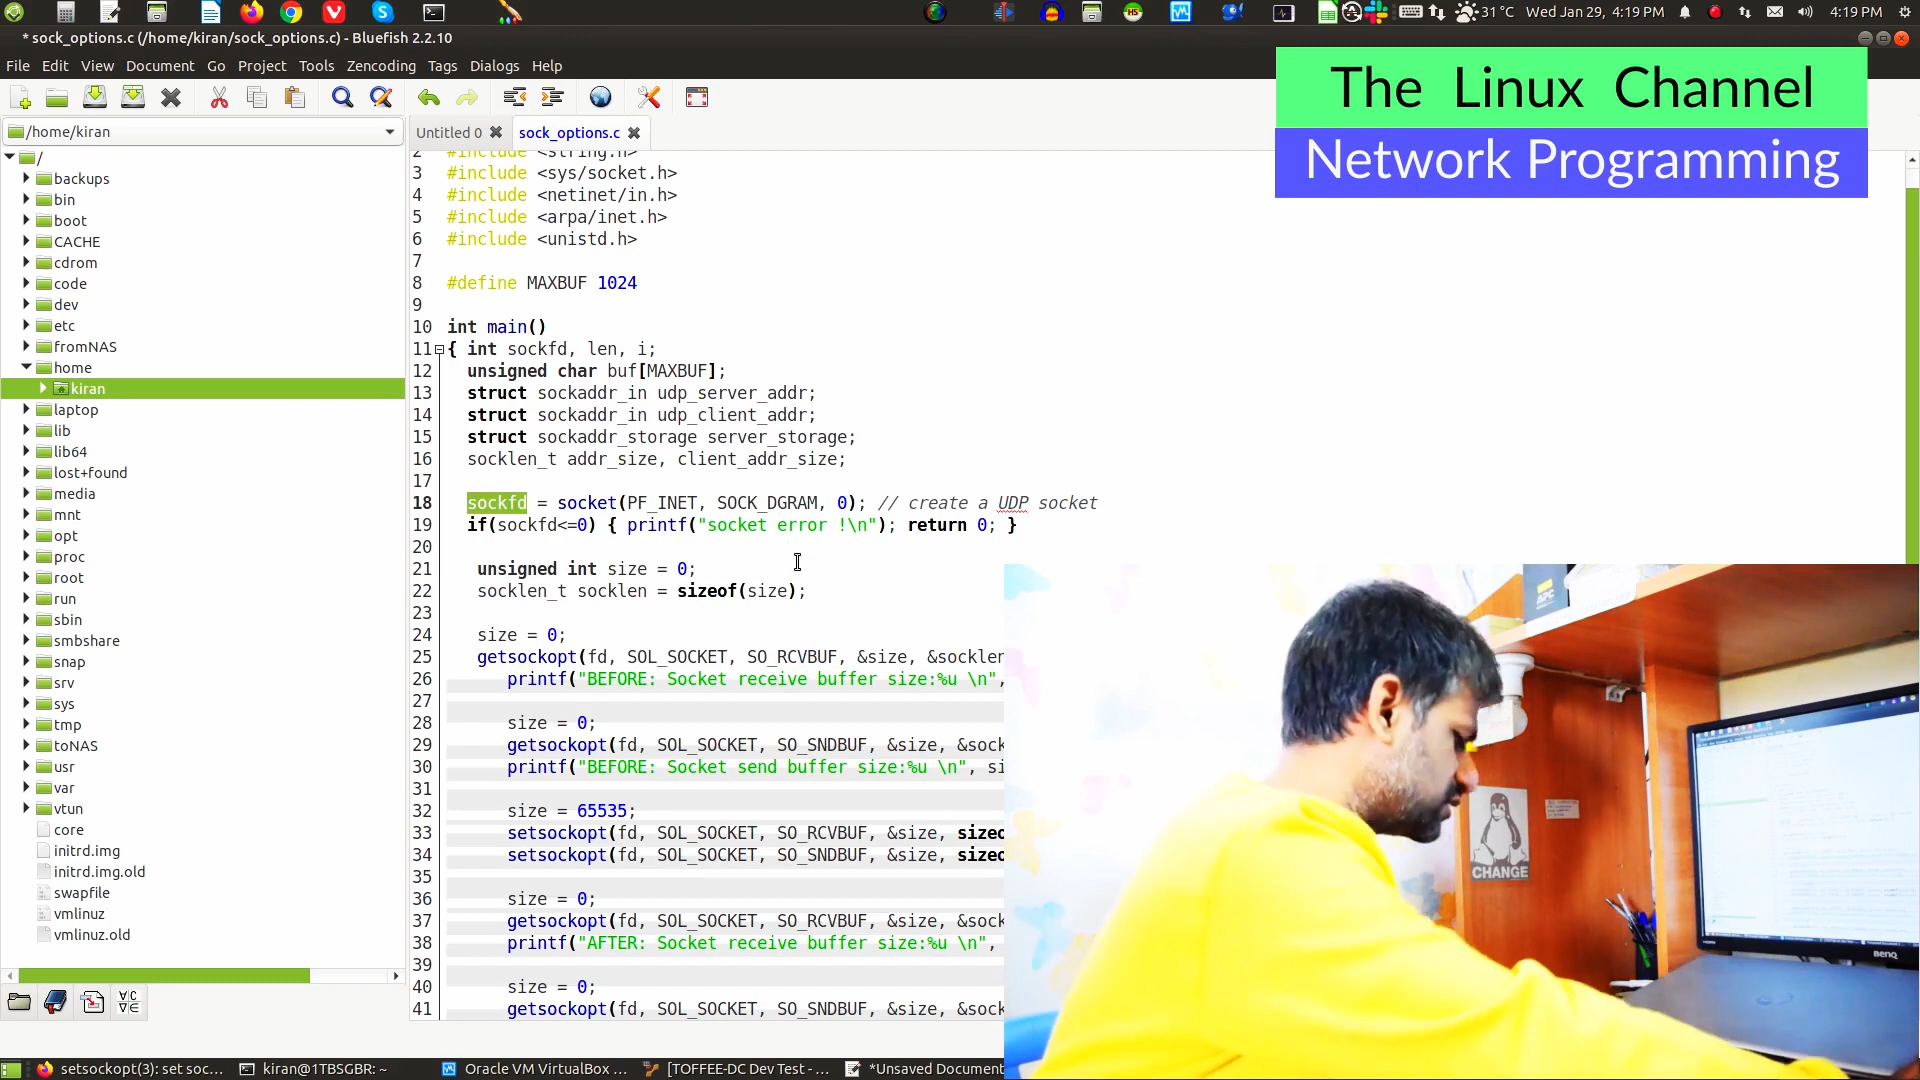 31 °C Wed Jan 29, 4:19 PM 4:19 PM
* sock_options.c (/home/kiran/sock_options.c) - Bluefish 2.2.10
File Edit View Document Go Project Tools Zencoding Tags Dialogs Help
The Linux Channel
Network Programming
/home/kiran
Untitled 0 sock_options.c
/
backups
bin
boot
CACHE
cdrom
code
dev
etc
fromNAS
home
kiran
laptop
lib
lib64
lost+found
media
mnt
opt
proc
root
run
sbin
smbshare
snap
srv
sys
tmp
toNAS
usr
var
vtun
core
initrd.img
initrd.img.old
swapfile
vmlinuz
vmlinuz.old
2 #include <string.h>
3 #include <sys/socket.h>
4 #include <netinet/in.h>
5 #include <arpa/inet.h>
6 #include <unistd.h>
7
8 #define MAXBUF 1024
9
10 int main()
11 { int sockfd, len, i;
12 unsigned char buf[MAXBUF];
13 struct sockaddr_in udp_server_addr;
14 struct sockaddr_in udp_client_addr;
15 struct sockaddr_storage server_storage;
16 socklen_t addr_size, client_addr_size;
17
18 sockfd = socket(PF_INET, SOCK_DGRAM, 0); // create a UDP socket
19 if(sockfd<=0) { printf("socket error !\n"); return 0; }
20
21 unsigned int size = 0;
22 socklen_t socklen = sizeof(size);
23
24 size = 0;
25 getsockopt(fd, SOL_SOCKET, SO_RCVBUF, &size, &socklen
26 printf("BEFORE: Socket receive buffer size:%u \n",
27
28 size = 0;
29 getsockopt(fd, SOL_SOCKET, SO_SNDBUF, &size, &sock
30 printf("BEFORE: Socket send buffer size:%u \n", si
31
32 size = 65535;
33 setsockopt(fd, SOL_SOCKET, SO_RCVBUF, &size, sizeo
34 setsockopt(fd, SOL_SOCKET, SO_SNDBUF, &size, sizeo
35
36 size = 0;
37 getsockopt(fd, SOL_SOCKET, SO_RCVBUF, &size, &sock
38 printf("AFTER: Socket receive buffer size:%u \n",
39
40 size = 0;
41 getsockopt(fd, SOL_SOCKET, SO_SNDBUF, &size, &sock
APC
CHANGE
BenQ
setsockopt(3): set soc... kiran@1TBSGBR: ~ Oracle VM VirtualBox ... [TOFFEE-DC Dev Test - ... *Unsaved Document